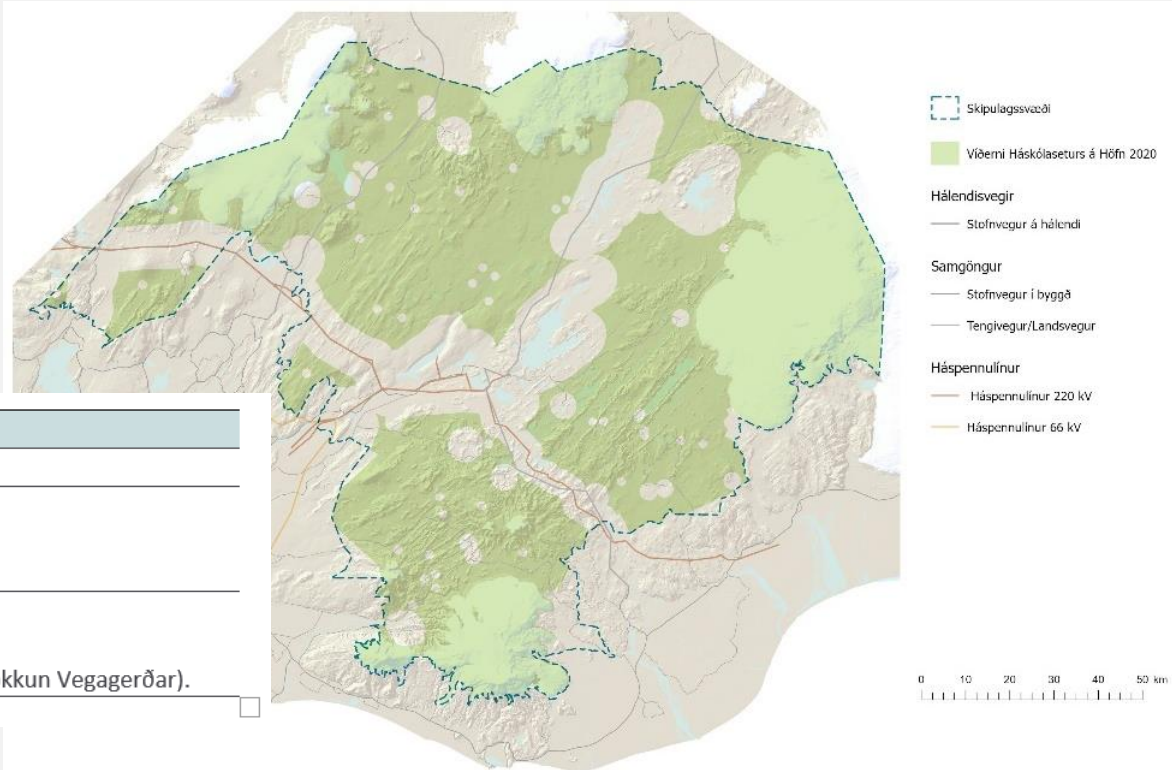 Skipulagssvæði
Víðerni Háskólaseturs á Höfn 2020
Hálendisvegir
Stofnvegur á hálendi
Samgöngur
Stofnvegur í byggð
Tengivegur/Landsvegur
Háspennulínur
Háspennulínur 220 kV
Háspennulínur 66 kV
kkun Vegagerðar).
0 10 20 30 40 50 km